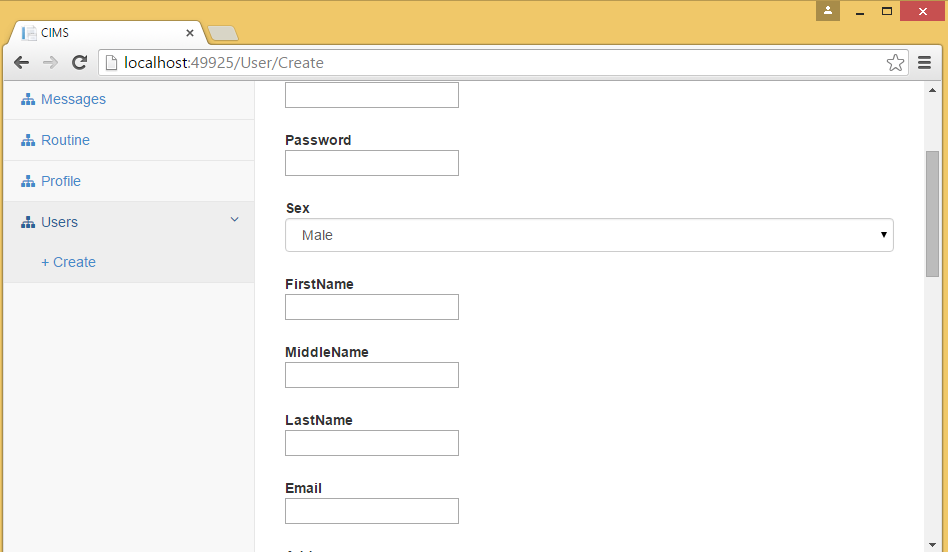 CIMS
localhost:49925/User/Create
Messages
Routine
Profile
Users
+ Create
Password
Sex
Male
FirstName
MiddleName
LastName
Email